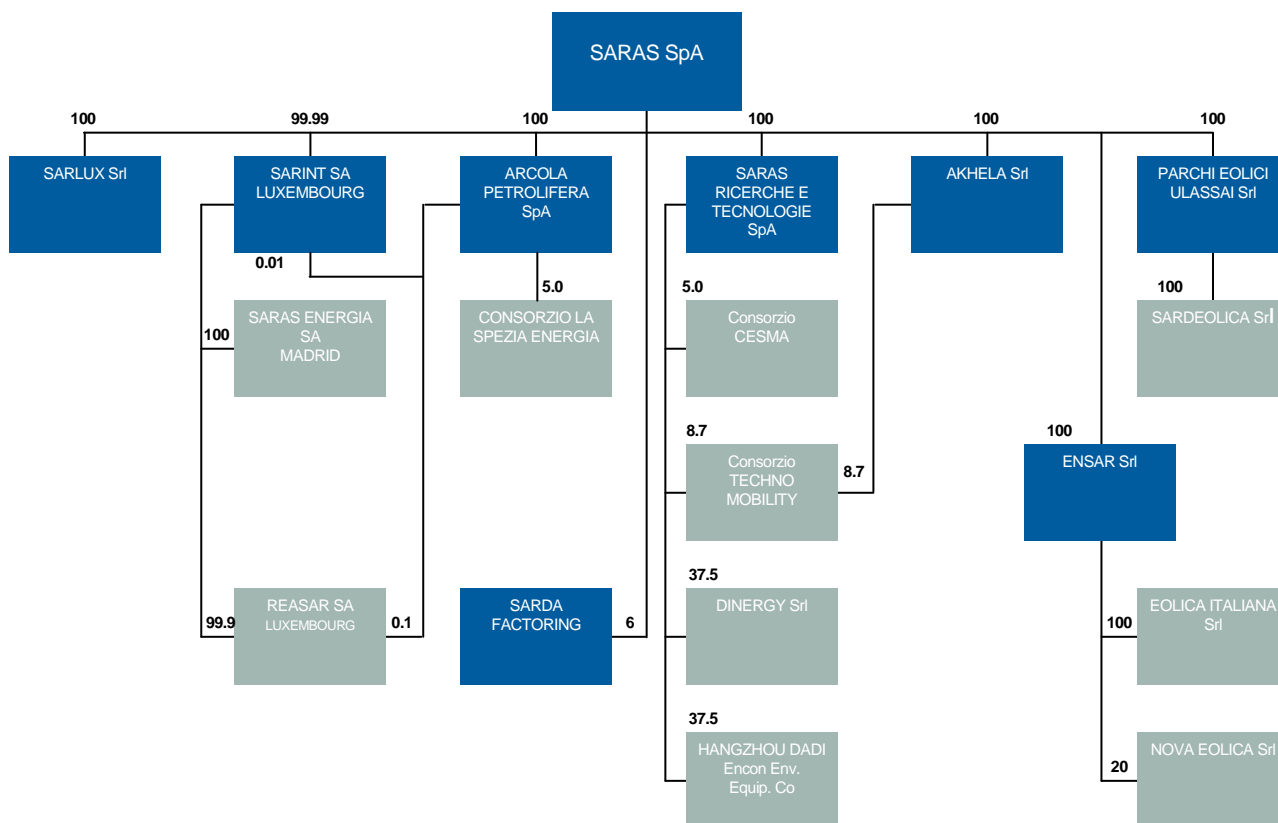 SARAS SpA
100
99.99
100
100
100
100
SARLUX Srl
SARINT SA
LUXEMBOURG
ARCOLA
PETROLIFERA
SpA
SARAS
RICERCHE E
TECNOLOGIE
SpA
AKHELA Srl
PARCHI EOLICI
ULASSAI Srl
0.01
5.0
5.0
100
100
SARAS ENERGIA
SA
MADRID
CONSORZIO LA
SPEZIA ENERGIA
Consorzio
CESMA
SARDEOLICA Srl
8.7
100
Consorzio
TECHNO
MOBILITY
8.7
ENSAR Srl
37.5
99.9
REASAR SA
LUXEMBOURG
0.1
SARDA
FACTORING
6
DINERGY Srl
100
EOLICA ITALIANA
Srl
37.5
HANGZHOU DADI
Encon Env.
Equip. Co
20
NOVA EOLICA Srl